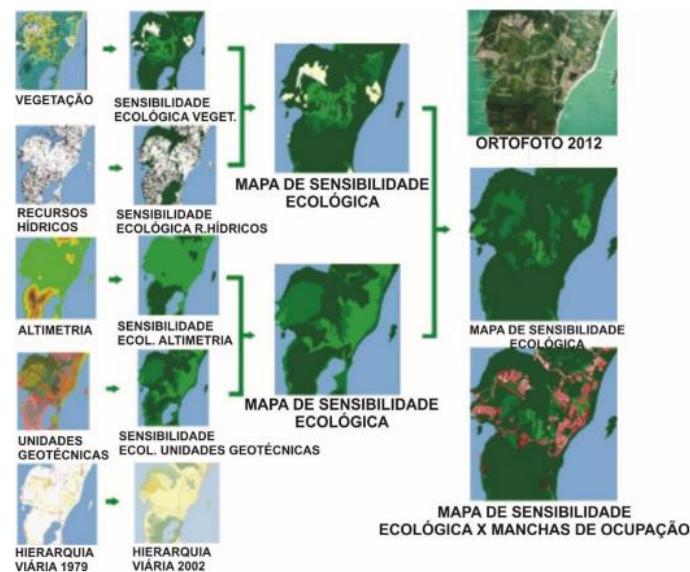 VEGETAÇÃO
SENSIBILIDADE
ECOLÓGICA VEGET.
RECURSOS
HÍDRICOS
SENSIBILIDADE
ECOLÓGICA R.HÍDRICOS
MAPA DE SENSIBILIDADE
ECOLÓGICA
ALTIMETRIA
SENSIBILIDADE
ECOL. ALTIMETRIA
UNIDADES
GEOTÉCNICAS
SENSIBILIDADE
ECOL. UNIDADES GEOTÉCNICAS
MAPA DE SENSIBILIDADE
ECOLÓGICA
HIERARQUIA
VIÁRIA 1979
HIERARQUIA
VIÁRIA 2002
ORTOFOTO 2012
MAPA DE SENSIBILIDADE
ECOLÓGICA
MAPA DE SENSIBILIDADE
ECOLÓGICA X MANCHAS DE OCUPAÇÃO